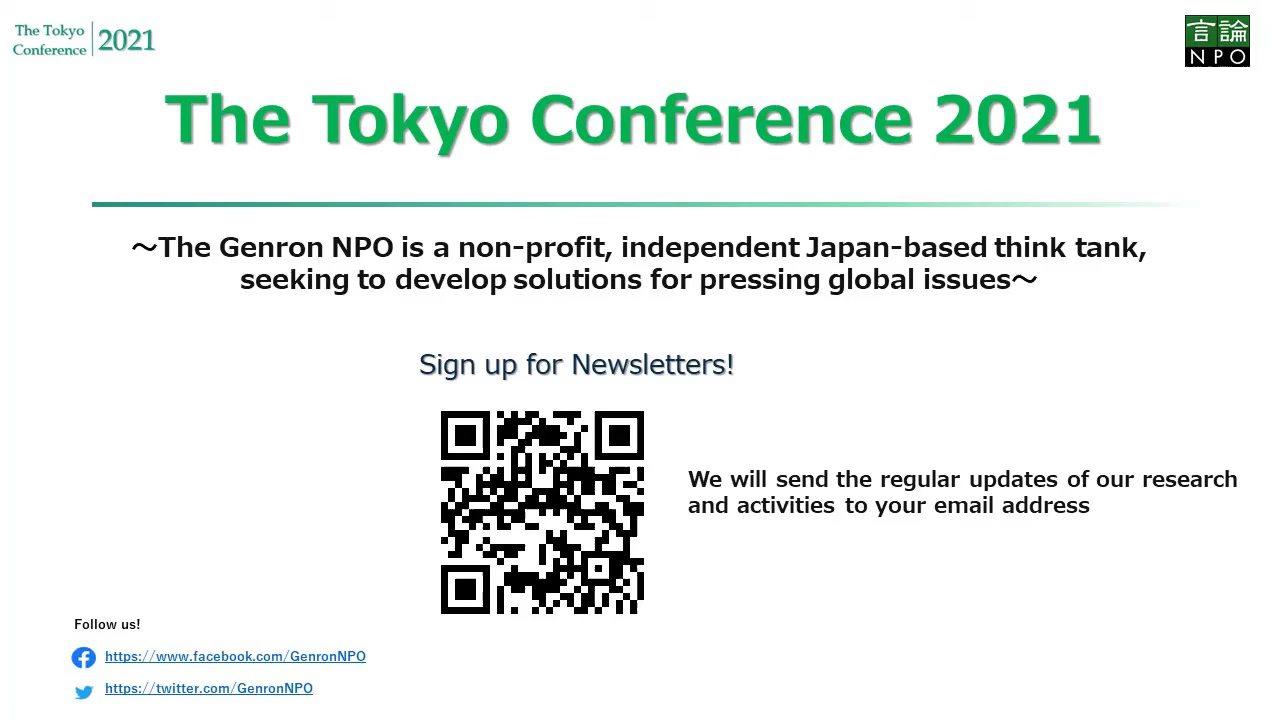 The Tokyo
Conference
2021
言論
NPO
The Tokyo Conference 2021
～The Genron NPO is a non-profit, independent Japan-based think tank,
seeking to develop solutions for pressing global issues～
Sign up for Newsletters!
We will send the regular updates of our research
and activities to your email address
Follow us!
https://www.facebook.com/GenronNPO
https://twitter.com/GenronNPO